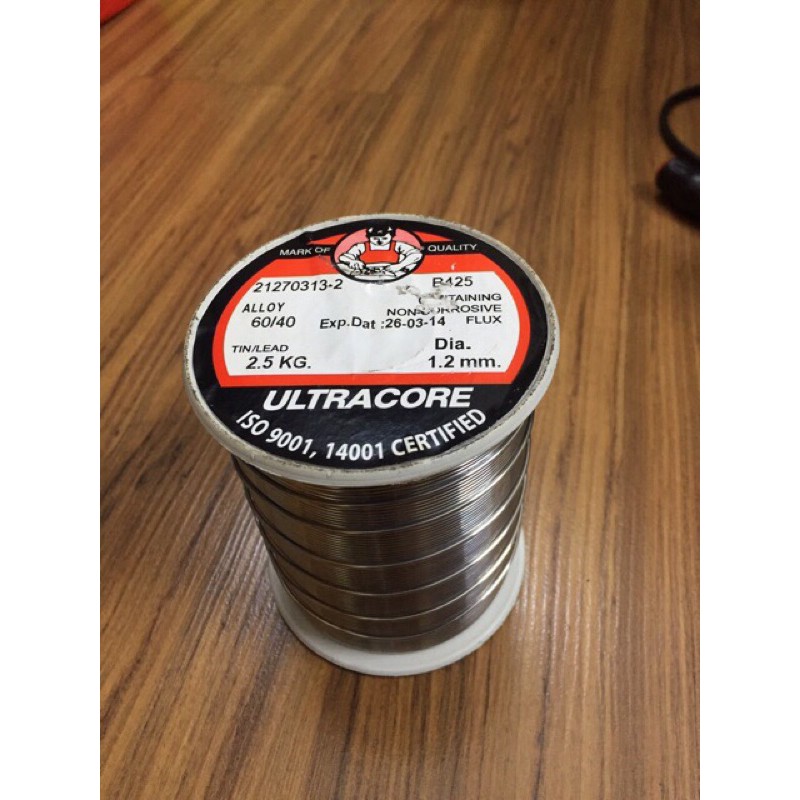 MARK OF QUALITY
21270313-2 B425
ALLOY CONTAINING
60/40 NON-CORROSIVE
Exp.Dat :26-03-14 FLUX
TIN/LEAD Dia.
2.5 KG. 1.2 mm.
ULTRACORE
ISO 9001, 14001 CERTIFIED